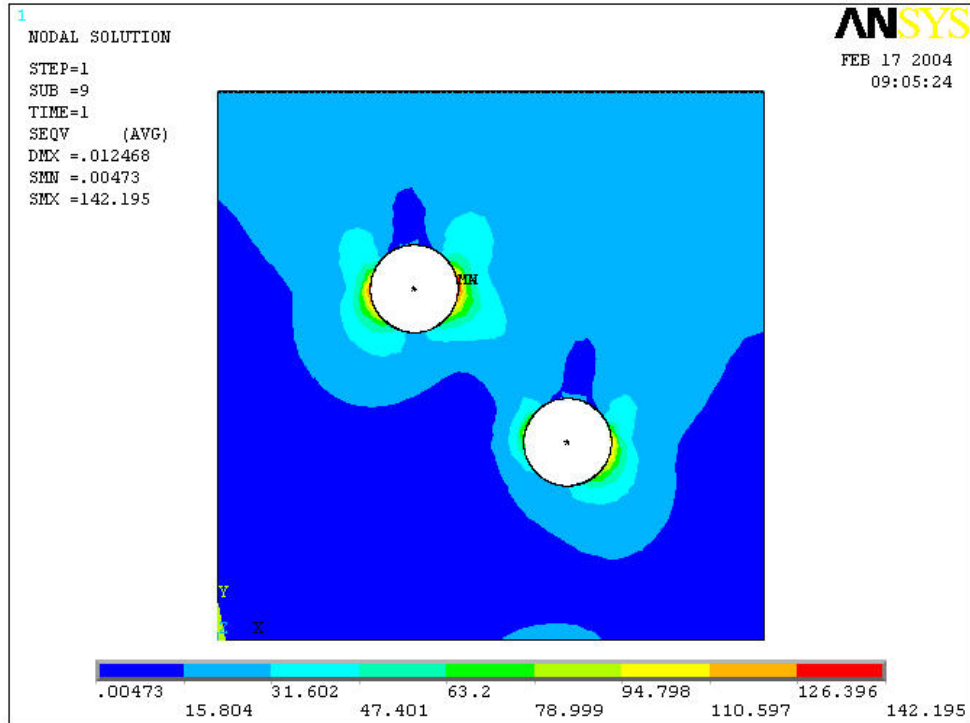 1
NODAL SOLUTION
STEP=1
SUB =9
TIME=1
SEQV (AVG)
DMX =.012468
SMN =.00473
SMX =142.195
ANSYS
FEB 17 2004
09:05:24
Y
X
.00473 31.602 63.2 94.798 126.396
15.804 47.401 78.999 110.597 142.195